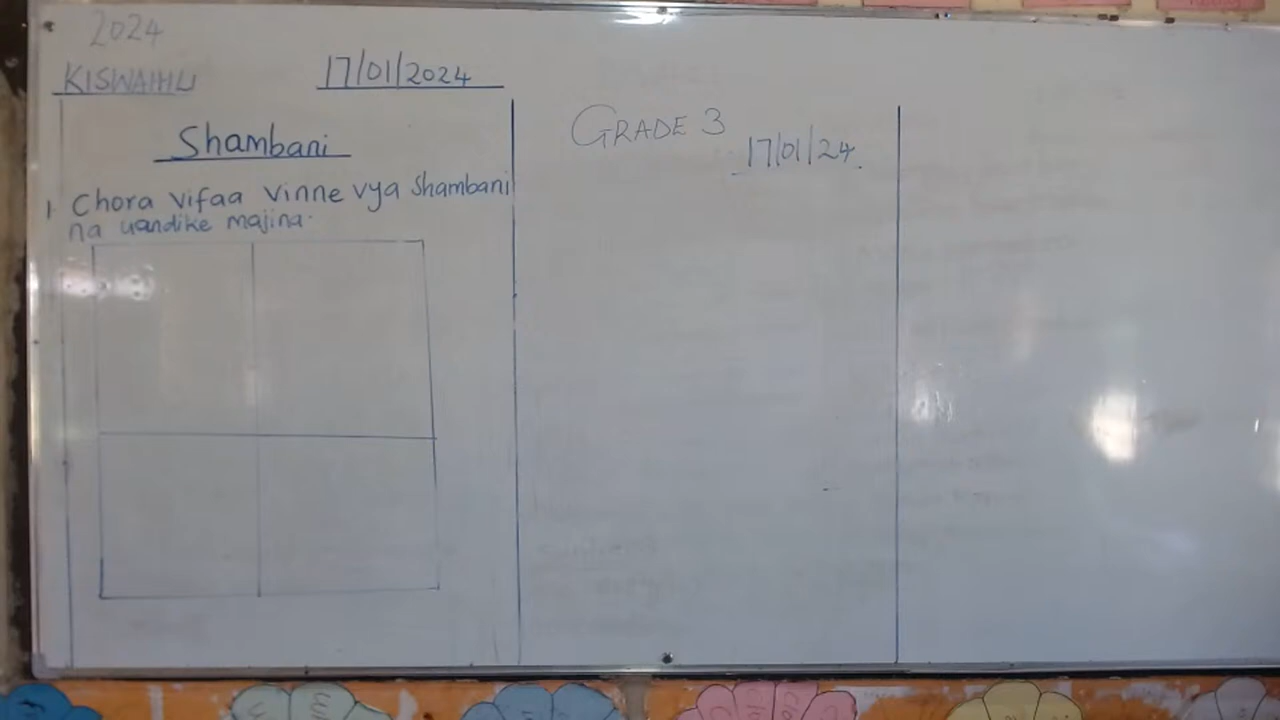 2024
KISWAHILI
17/01/2024
Shambani
1. Chora vifaa vinne vya Shambani
na uandike majina.
GRADE 3
17/01/24